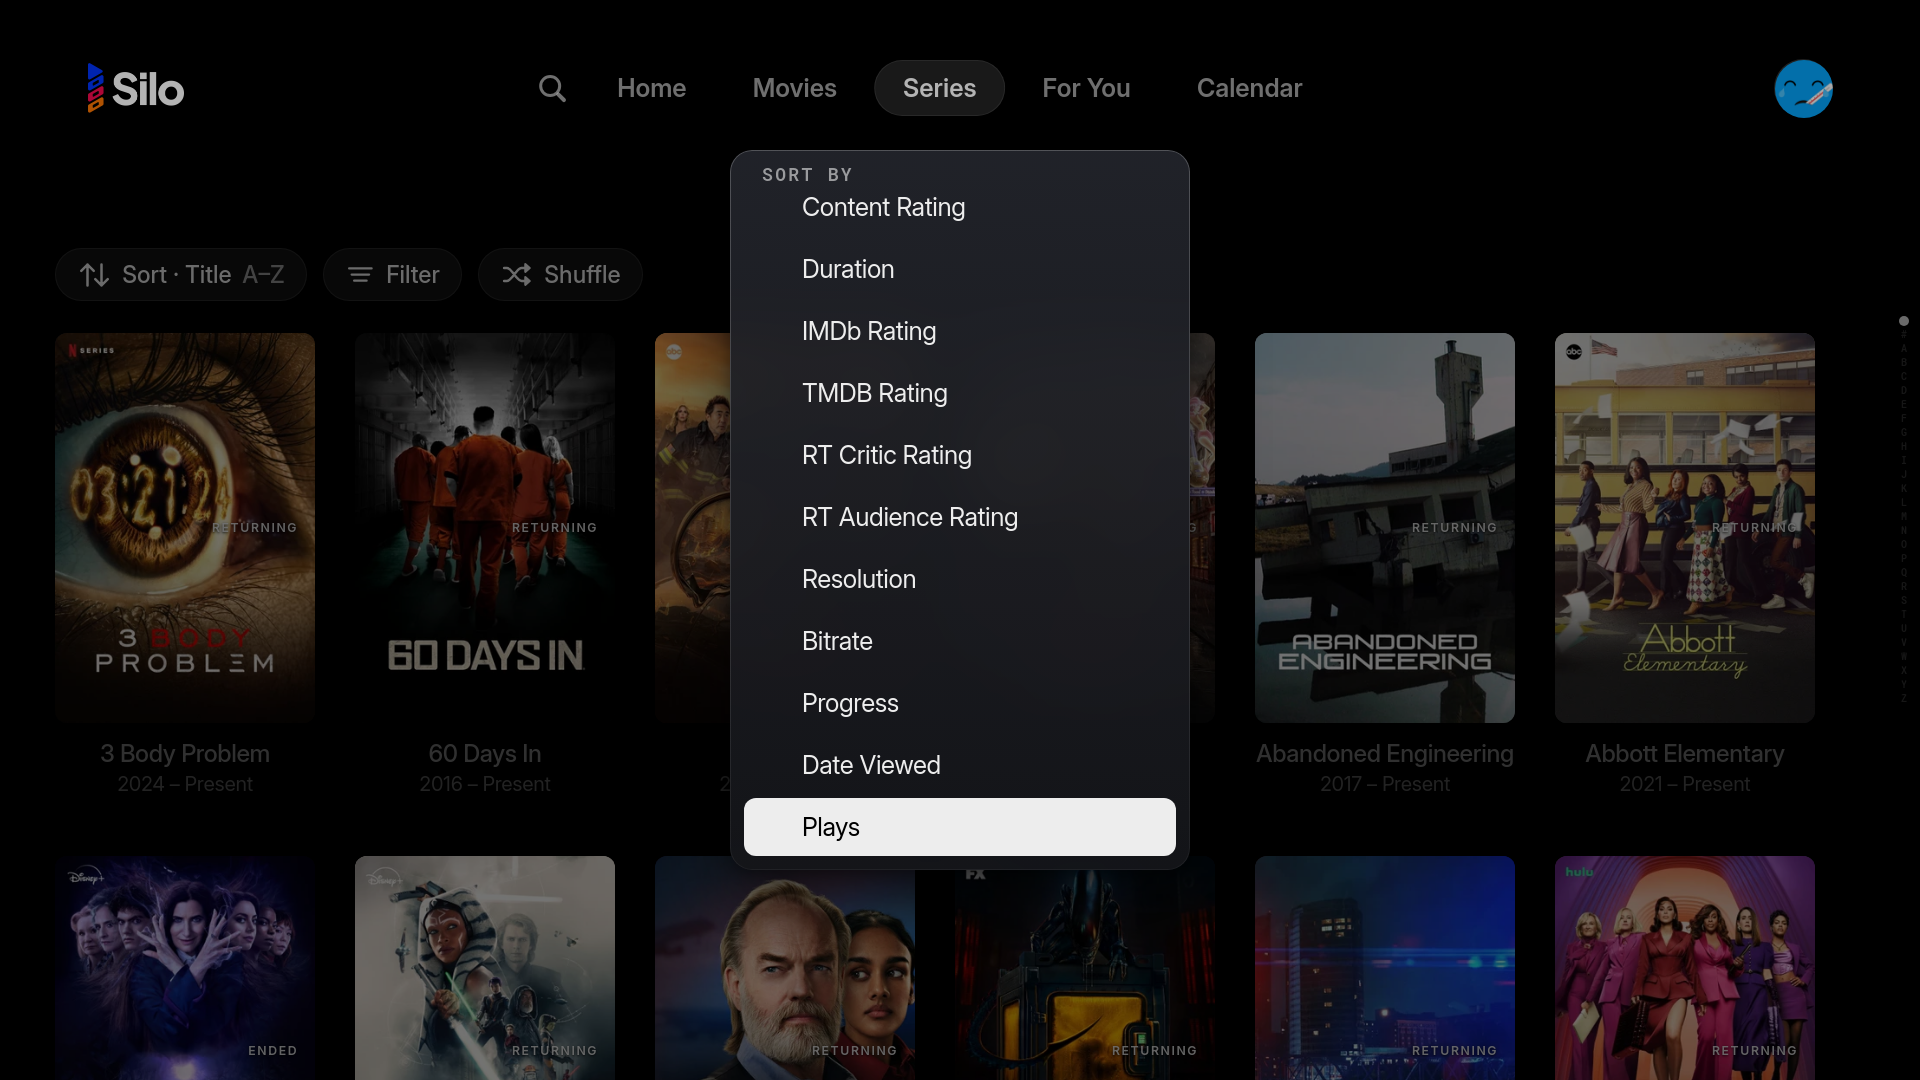 Silo
Home
Movies
Series
For You
Calendar
SORT BY
Content Rating
Duration
IMDb Rating
TMDB Rating
RT Critic Rating
RT Audience Rating
Resolution
Bitrate
Progress
Date Viewed
Plays
Sort · Title A–Z
Filter
Shuffle
N SERIES
03:21:24
RETURNING
3 BODY
PROBLEM
3 Body Problem
2024 – Present
RETURNING
60 DAYS IN
60 Days In
2016 – Present
abc
RETURNING
ABANDONED
ENGINEERING
Abandoned Engineering
2017 – Present
abc
RETURNING
Abbott
Elementary
Abbott Elementary
2021 – Present
Disney+
ENDED
Disney+
RETURNING
RETURNING
FX
RETURNING
RETURNING
hulu
RETURNING